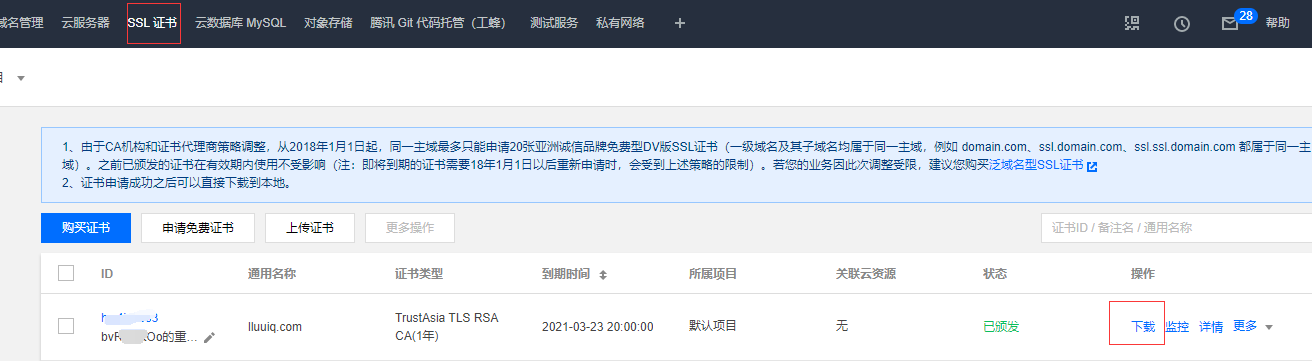 域名管理 云服务器 SSL 证书 云数据库 MySQL 对象存储 腾讯 Git 代码托管（工蜂） 测试服务 私有网络 + 28 帮助
1、由于CA机构和证书代理商策略调整，从2018年1月1日起，同一主域最多只能申请20张亚洲诚信品牌免费型DV版SSL证书（一级域名及其子域名均属于同一主域，例如 domain.com、ssl.domain.com、ssl.ssl.domain.com 都属于同一主
域）。之前已颁发的证书在有效期内使用不受影响（注：即将到期的证书需要18年1月1日以后重新申请时，会受到上述策略的限制）。若您的业务因此次调整受限，建议您购买泛域名型SSL证书
2、证书申请成功之后可以直接下载到本地。
购买证书 申请免费证书 上传证书 更多操作 证书ID / 备注名 / 通用名称
ID 通用名称 证书类型 到期时间 所属项目 关联云资源 状态 操作
lluuiq.com TrustAsia TLS RSA 2021-03-23 20:00:00 默认项目 无 已颁发 下载 监控 详情 更多
Oo的重... CA(1年)